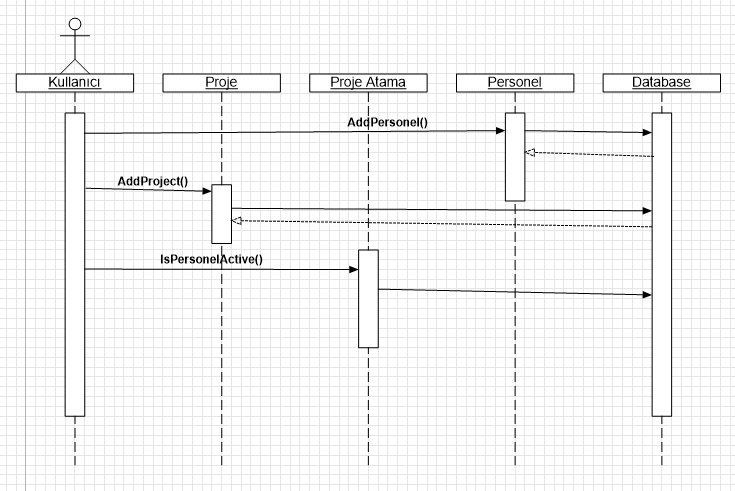 Kullanıcı
Proje
Proje Atama
Personel
Database
AddPersonel()
AddProject()
IsPersonelActive()